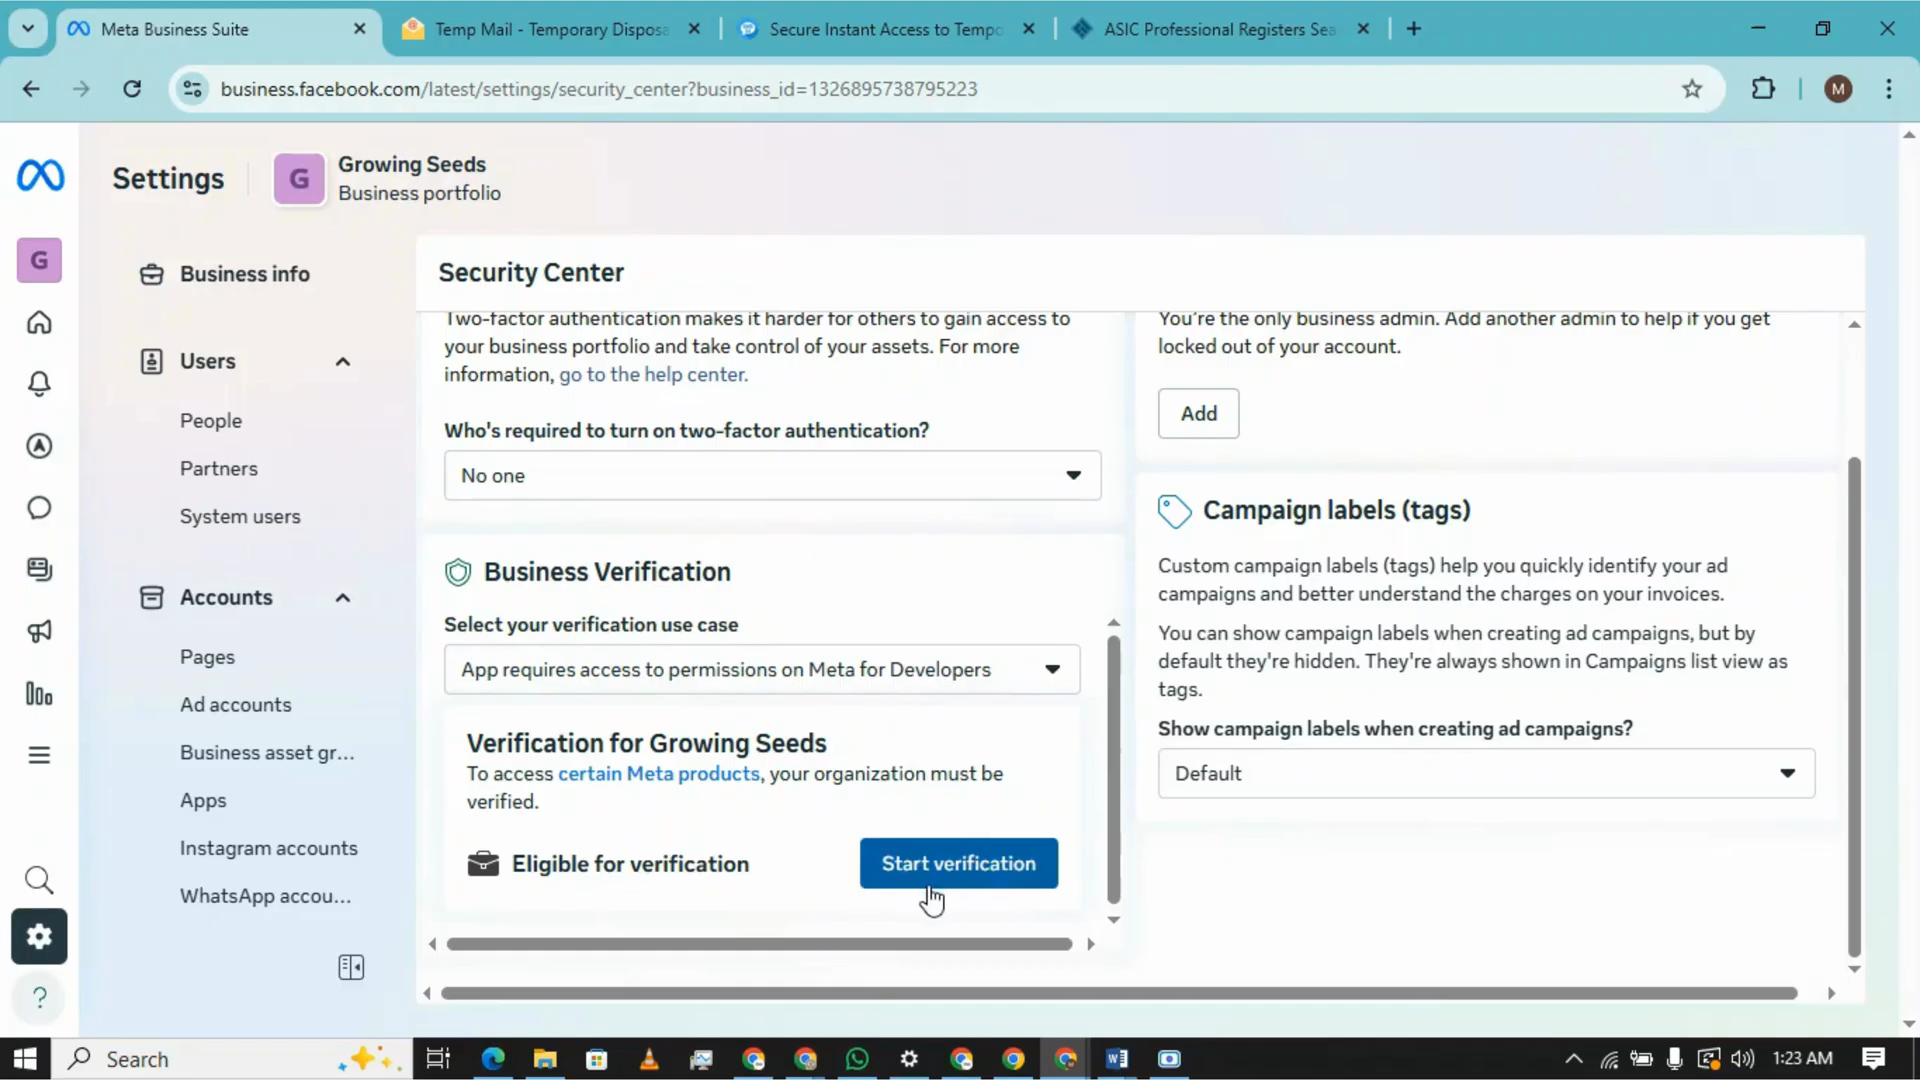 Meta Business Suite
Temp Mail - Temporary Disposa
Secure Instant Access to Tempo
ASIC Professional Registers Sea
business.facebook.com/latest/settings/security_center?business_id=1326895738795223
M
Settings
G
Growing Seeds
Business portfolio
G
Business info
Users
People
Partners
System users
Accounts
Pages
Ad accounts
Business asset gr...
Apps
Instagram accounts
WhatsApp accou...
?
Security Center
Two-factor authentication makes it harder for others to gain access to
your business portfolio and take control of your assets. For more
information, go to the help center.
Who's required to turn on two-factor authentication?
No one
Business Verification
Select your verification use case
App requires access to permissions on Meta for Developers
Verification for Growing Seeds
To access certain Meta products, your organization must be
verified.
Eligible for verification
Start verification
You're the only business admin. Add another admin to help if you get
locked out of your account.
Add
Campaign labels (tags)
Custom campaign labels (tags) help you quickly identify your ad
campaigns and better understand the charges on your invoices.
You can show campaign labels when creating ad campaigns, but by
default they're hidden. They're always shown in Campaigns list view as
tags.
Show campaign labels when creating ad campaigns?
Default
Search
1:23 AM